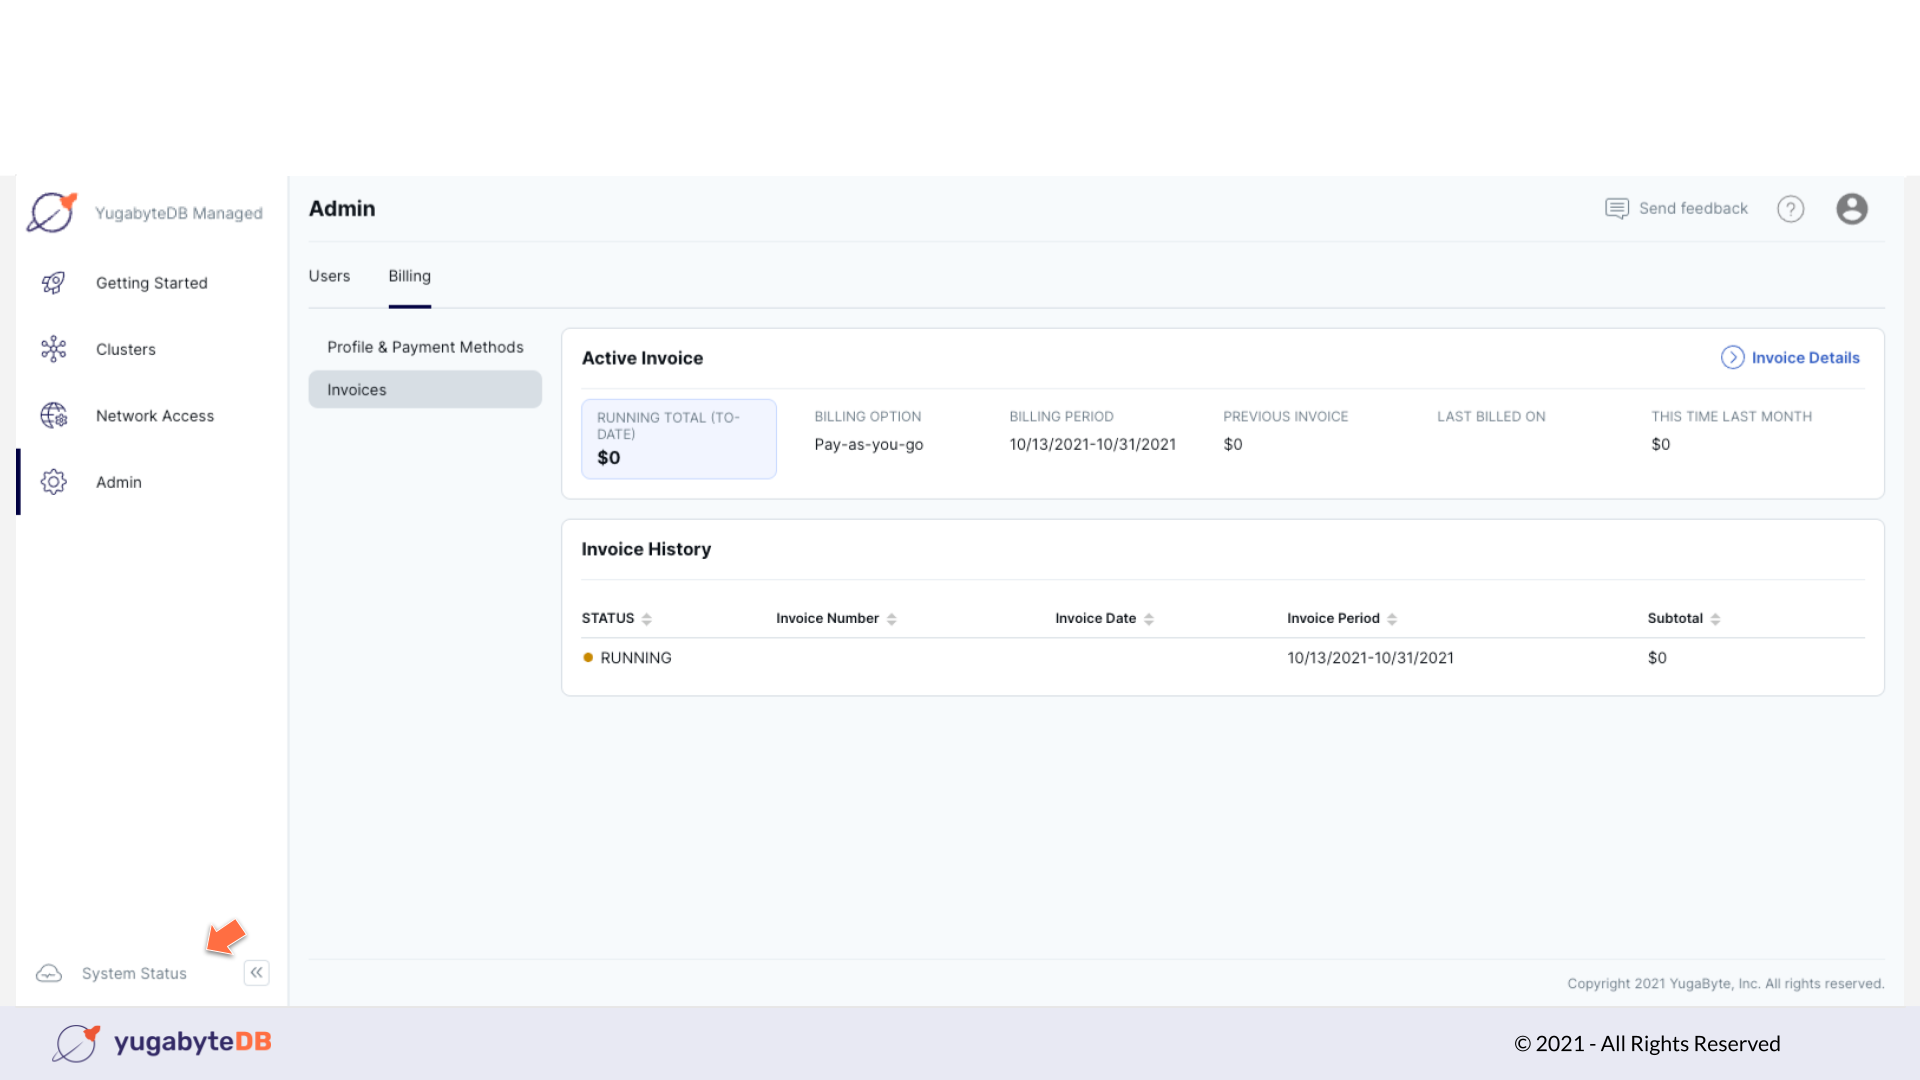 YugabyteDB Managed
Getting Started
Clusters
Network Access
Admin
System Status
Admin
Send feedback
?
Users Billing
Profile & Payment Methods
Invoices
Active Invoice
Invoice Details
RUNNING TOTAL (TO-
DATE)
$0
BILLING OPTION
Pay-as-you-go
BILLING PERIOD
10/13/2021-10/31/2021
PREVIOUS INVOICE
$0
LAST BILLED ON
THIS TIME LAST MONTH
$0
Invoice History
STATUS Invoice Number Invoice Date Invoice Period Subtotal
RUNNING 10/13/2021-10/31/2021 $0
Copyright 2021 YugaByte, Inc. All rights reserved.
yugabyteDB
© 2021 - All Rights Reserved